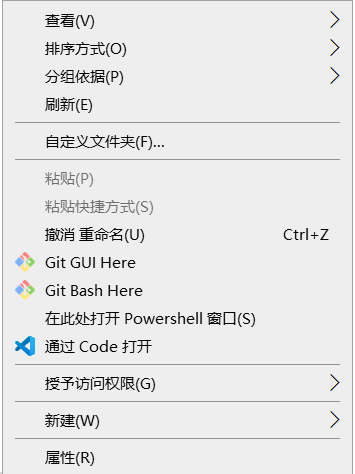 查看(V)
排序方式(O)
分组依据(P)
刷新(E)
自定义文件夹(F)...
粘贴(P)
粘贴快捷方式(S)
撤消 重命名(U) Ctrl+Z
Git GUI Here
Git Bash Here
在此处打开 Powershell 窗口(S)
通过 Code 打开
授予访问权限(G)
新建(W)
属性(R)